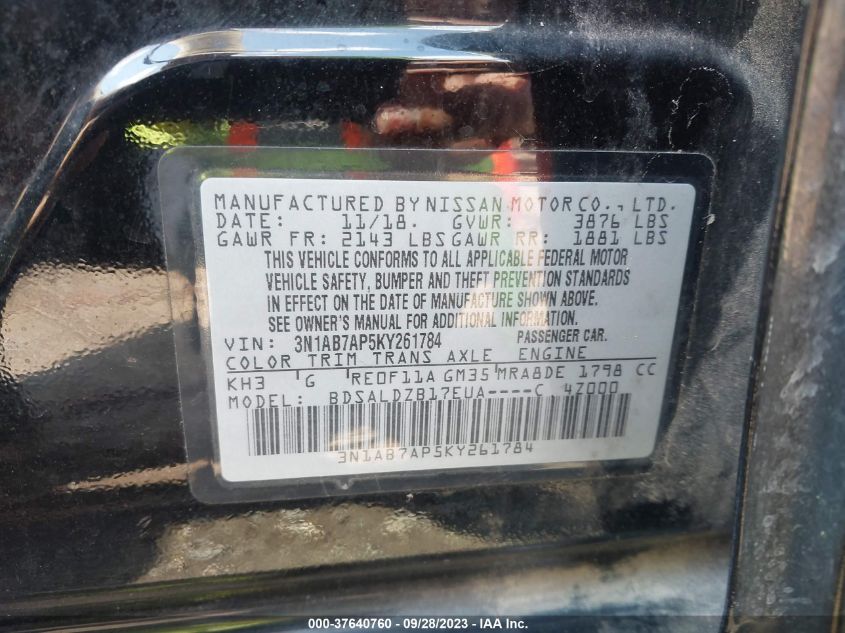 MANUFACTURED BY NISSAN MOTOR CO., LTD.
DATE: 11/18. GVWR: 3876 LBS
GAWR FR: 2143 LBS GAWR RR: 1881 LBS
THIS VEHICLE CONFORMS TO ALL APPLICABLE FEDERAL MOTOR
VEHICLE SAFETY, BUMPER AND THEFT PREVENTION STANDARDS
IN EFFECT ON THE DATE OF MANUFACTURE SHOWN ABOVE.
SEE OWNER'S MANUAL FOR ADDITIONAL INFORMATION.
VIN: 3N1AB7AP5KY261784 PASSENGER CAR.
COLOR TRIM TRANS AXLE ENGINE
KH3 G RE0F11A GM35 MRA8DE 1798 CC
MODEL: BDSALDZB17EUA----C 4Z000
3N1AB7AP5KY261784
000-37640760 - 09/28/2023 - IAA Inc.